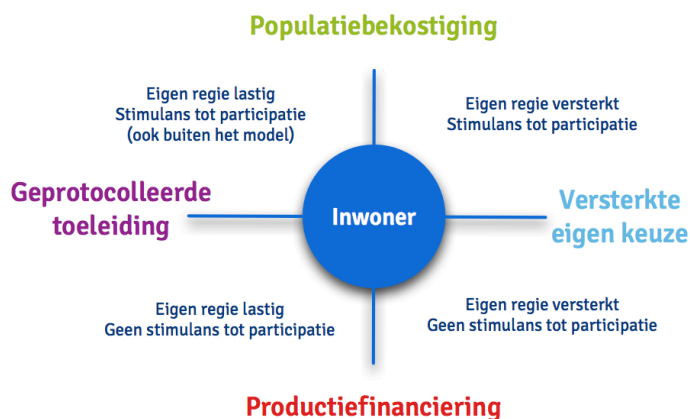 Populatiebekostiging
Eigen regie lastig
Stimulans tot participatie
(ook buiten het model)
Eigen regie versterkt
Stimulans tot participatie
Geprotocolleerde
toeleiding
Inwoner
Versterkte
eigen keuze
Eigen regie lastig
Geen stimulans tot participatie
Eigen regie versterkt
Geen stimulans tot participatie
Productiefinanciering